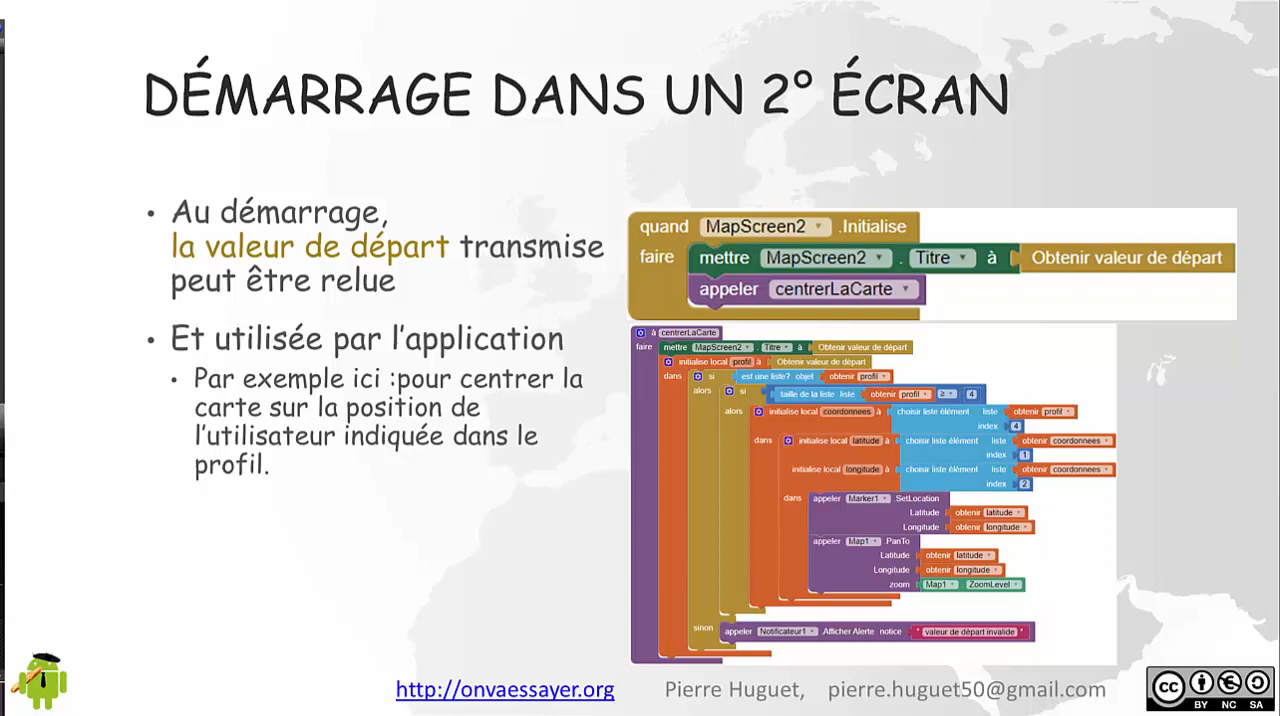 DÉMARRAGE DANS UN 2° ÉCRAN
• Au démarrage,
la valeur de départ transmise
peut être relue
• Et utilisée par l’application
• Par exemple ici :pour centrer la
carte sur la position de
l’utilisateur indiquée dans le
profil.
quand MapScreen2 .Initialise
faire mettre MapScreen2 . Titre à Obtenir valeur de départ
appeler centrerLaCarte
à centrerLaCarte
faire mettre MapScreen2 . Titre à Obtenir valeur de départ
initialise local profil à Obtenir valeur de départ
dans si est une liste? objet obtenir profil
alors si taille de la liste liste obtenir profil ≥ 4
alors initialise local coordonnees à choisir liste élément liste obtenir profil
index 4
dans initialise local latitude à choisir liste élément liste obtenir coordonnees
index 1
initialise local longitude à choisir liste élément liste obtenir coordonnees
index 2
dans appeler Marker1 .SetLocation
Latitude obtenir latitude
Longitude obtenir longitude
appeler Map1 .PanTo
Latitude obtenir latitude
Longitude obtenir longitude
zoom Map1 . ZoomLevel
sinon appeler Notificateur1 .Afficher Alerte notice " valeur de départ invalide "
http://onvaessayer.org Pierre Huguet, pierre.huguet50@gmail.com
cc BY NC SA